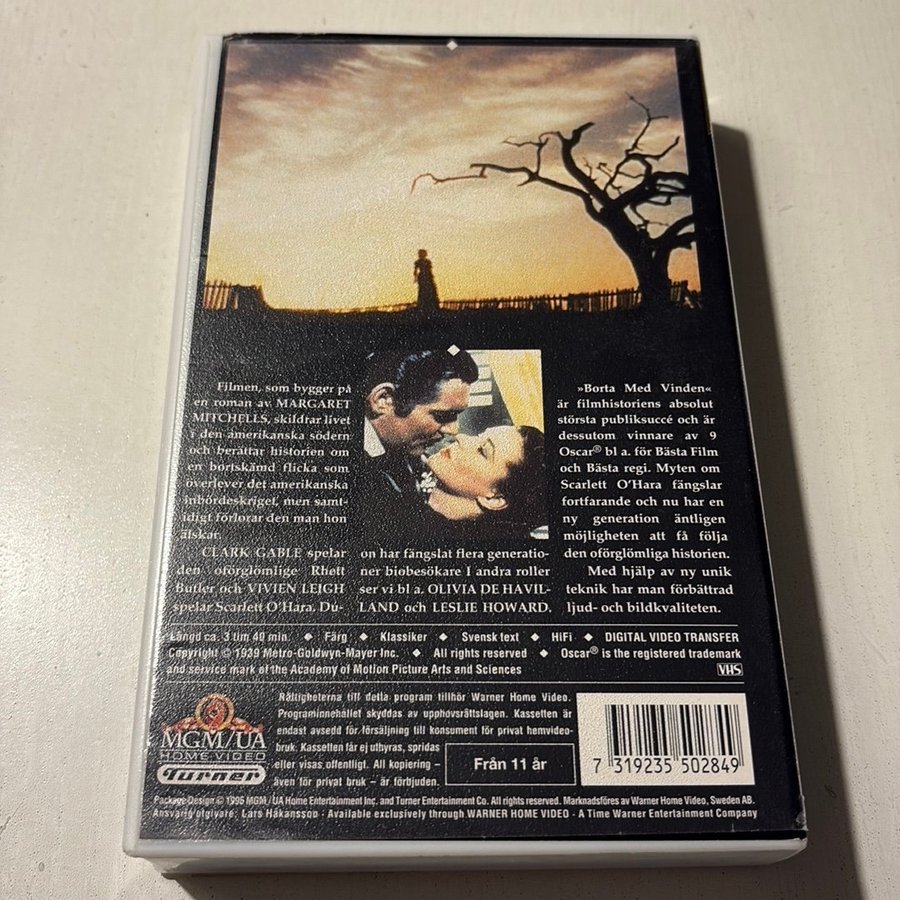 Filmen, som bygger på
en roman av MARGARET
MITCHELLS, skildrar livet
i den amerikanska södern
och berättar historien om
en bortskämd flicka som
överlever det amerikanska
inbördeskriget, men samt-
idigt förlorar den man hon
älskar.
CLARK GABLE spelar
den oförglömlige Rhett
Butler och VIVIEN LEIGH
spelar Scarlett O'Hara. Du-
on har fängslat flera generatio-
ner biobesökare I andra roller
ser vi bl a. OLIVIA DE HAVIL-
LAND och LESLIE HOWARD.
»Borta Med Vinden«
är filmhistoriens absolut
största publiksuccé och är
dessutom vinnare av 9
Oscar® bl a. för Bästa Film
och Bästa regi. Myten om
Scarlett O'Hara fängslar
fortfarande och nu har en
ny generation äntligen
möjligheten att få följa
den oförglömliga historien.
Med hjälp av ny unik
teknik har man förbättrad
ljud- och bildkvaliteten.
Längd ca. 3 tim 40 min. ◆ Färg ◆ Klassiker ◆ Svensk text ◆ HiFi ◆ DIGITAL VIDEO TRANSFER
Copyright © 1939 Metro-Goldwyn-Mayer Inc. ◆ All rights reserved ◆ Oscar® is the registered trademark
and service mark of the Academy of Motion Picture Arts and Sciences
VHS
MGM/UA
HOME VIDEO
Turner
Rättigheterna till detta program tillhör Warner Home Video.
Programinnehållet skyddas av upphovsrättslagen. Kassetten är
endast avsedd för försäljning till konsument för privat hemvideo-
bruk. Kassetten får ej uthyras, spridas
eller visas offentligt. All kopiering –
även för privat bruk – är förbjuden.
Från 11 år
7 319235 502849
Package Design © 1996 MGM / UA Home Entertainment Inc. and Turner Entertainment Co. All rights reserved. Marknadsföres av Warner Home Video, Sweden AB.
Ansvarig utgivare: Lars Håkansson · Available exclusively through WARNER HOME VIDEO · A Time Warner Entertainment Company